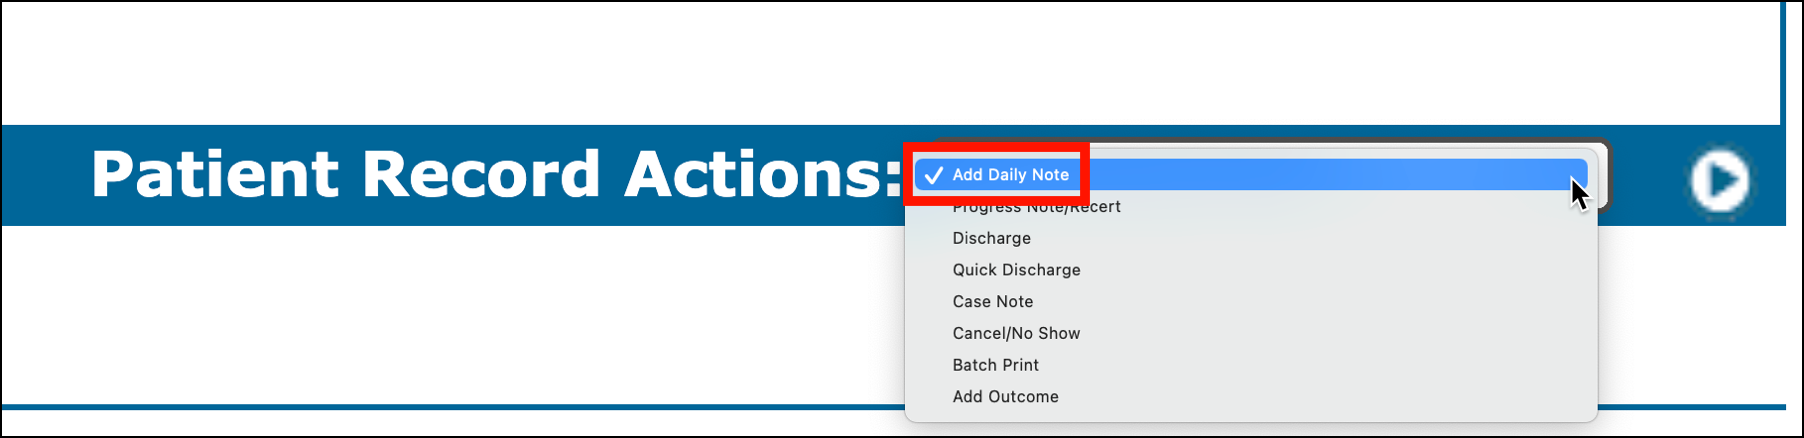 Patient Record Actions:
✓ Add Daily Note
Progress Note/Recert
Discharge
Quick Discharge
Case Note
Cancel/No Show
Batch Print
Add Outcome